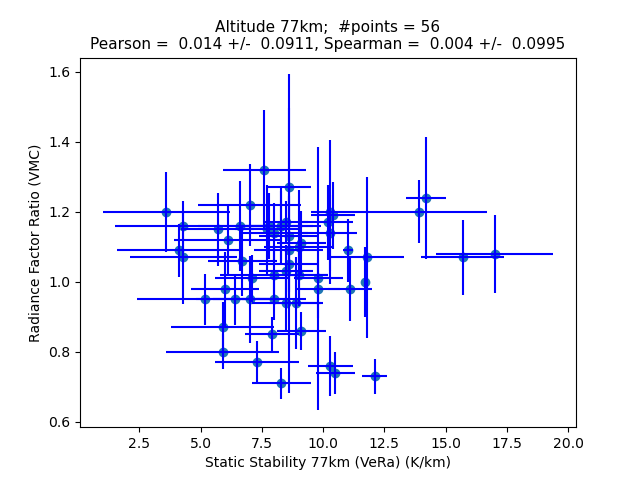 Altitude 77km;  #points = 56
Pearson =  0.014 +/-  0.0911, Spearman =  0.004 +/-  0.0995
1.6
1.4
1.2
1.0
0.8
0.6
Radiance Factor Ratio (VMC)
2.5 5.0 7.5 10.0 12.5 15.0 17.5 20.0
Static Stability 77km (VeRa) (K/km)